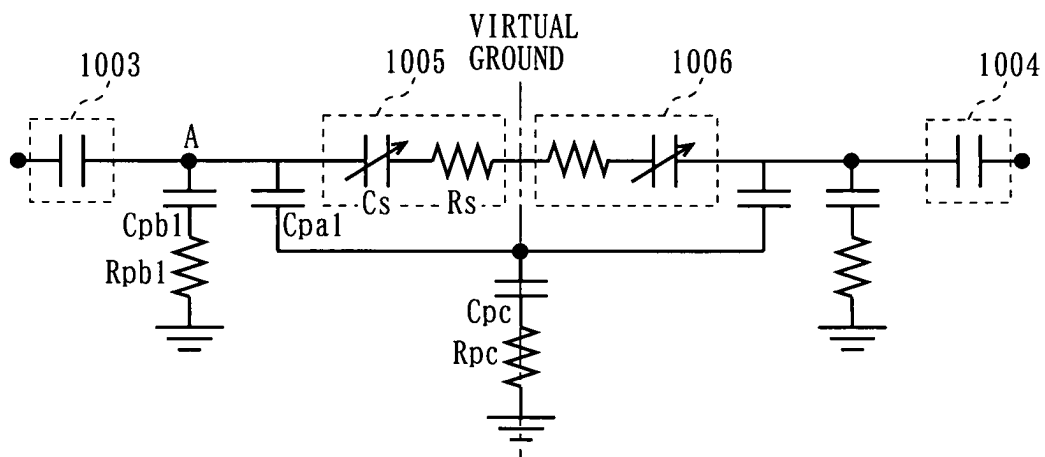 VIRTUAL
GROUND
1003
1005
1006
1004
A
Cs
Rs
Cpb1
Cpa1
Rpb1
Cpc
Rpc